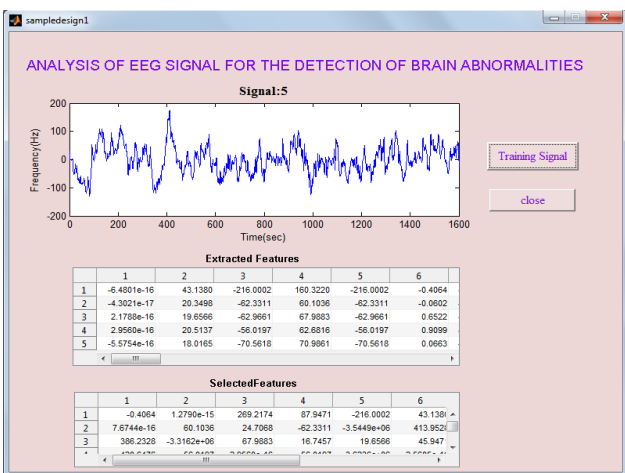 sampledesign1
ANALYSIS OF EEG SIGNAL FOR THE DETECTION OF BRAIN ABNORMALITIES
Signal:5
200
100
0
-100
-200
Frequency(Hz)
0 200 400 600 800 1000 1200 1400 1600
Time(sec)
Training Signal
close
Extracted Features
1 2 3 4 5 6
1 -6.4801e-16 43.1380 -216.0002 160.3220 -216.0002 -0.4064
2 -4.3021e-17 20.3498 -62.3311 60.1036 -62.3311 -0.0602
3 2.1788e-16 19.6566 -62.9661 67.9883 -62.9661 0.6522
4 2.9560e-16 20.5137 -56.0197 62.6816 -56.0197 0.9099
5 -5.5754e-16 18.0165 -70.5618 70.9861 -70.5618 0.0663
SelectedFeatures
1 2 3 4 5 6
1 -0.4064 1.2790e-15 269.2174 87.9471 -216.0002 43.138
2 7.6744e-16 60.1036 24.7068 -62.3311 -3.5449e+06 413.952
3 386.2328 -3.3162e+06 67.9883 16.7457 19.6566 45.947